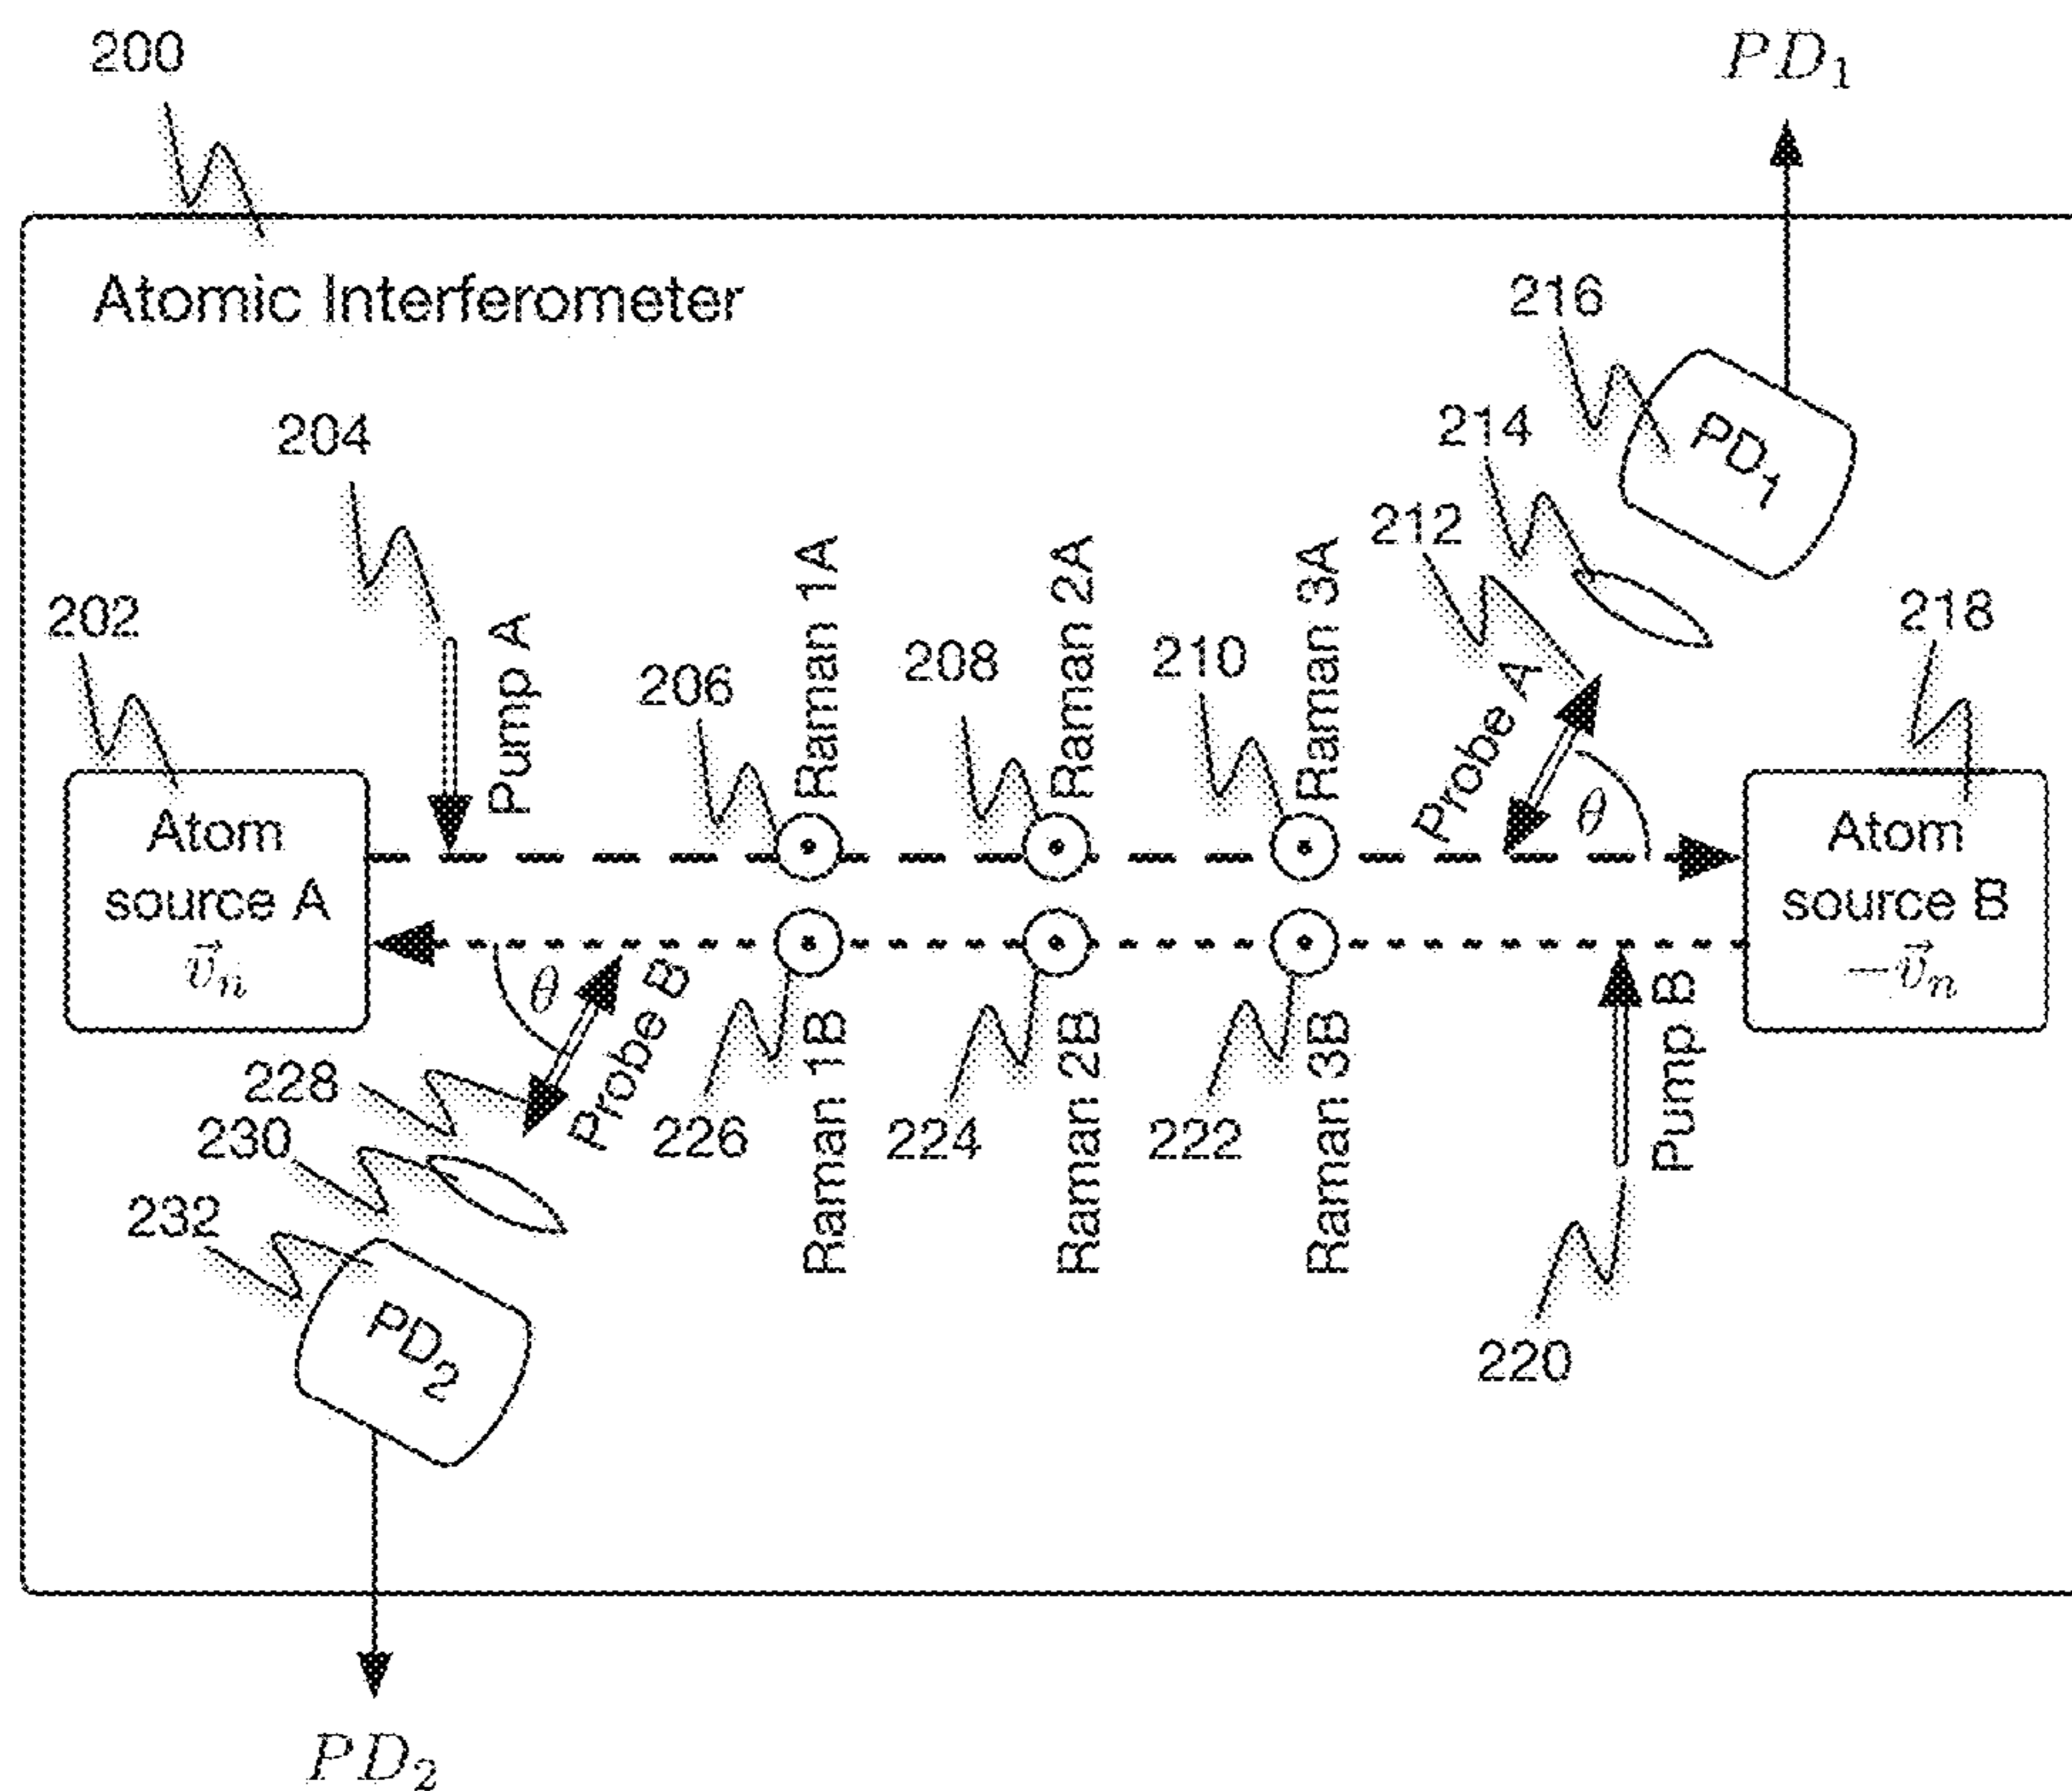 200
PD₁
Atomic Interferometer
216
204
214
PD₁
212
202
Pump A
206
Raman 1A
208
Raman 2A
210
Raman 3A
Probe A
θ
218
Atom
source A
v⃗ₙ
Atom
source B
−v⃗ₙ
θ
Probe B
228
230
232
226
Raman 1B
224
Raman 2B
222
Raman 3B
Pump B
220
PD₂
PD₂